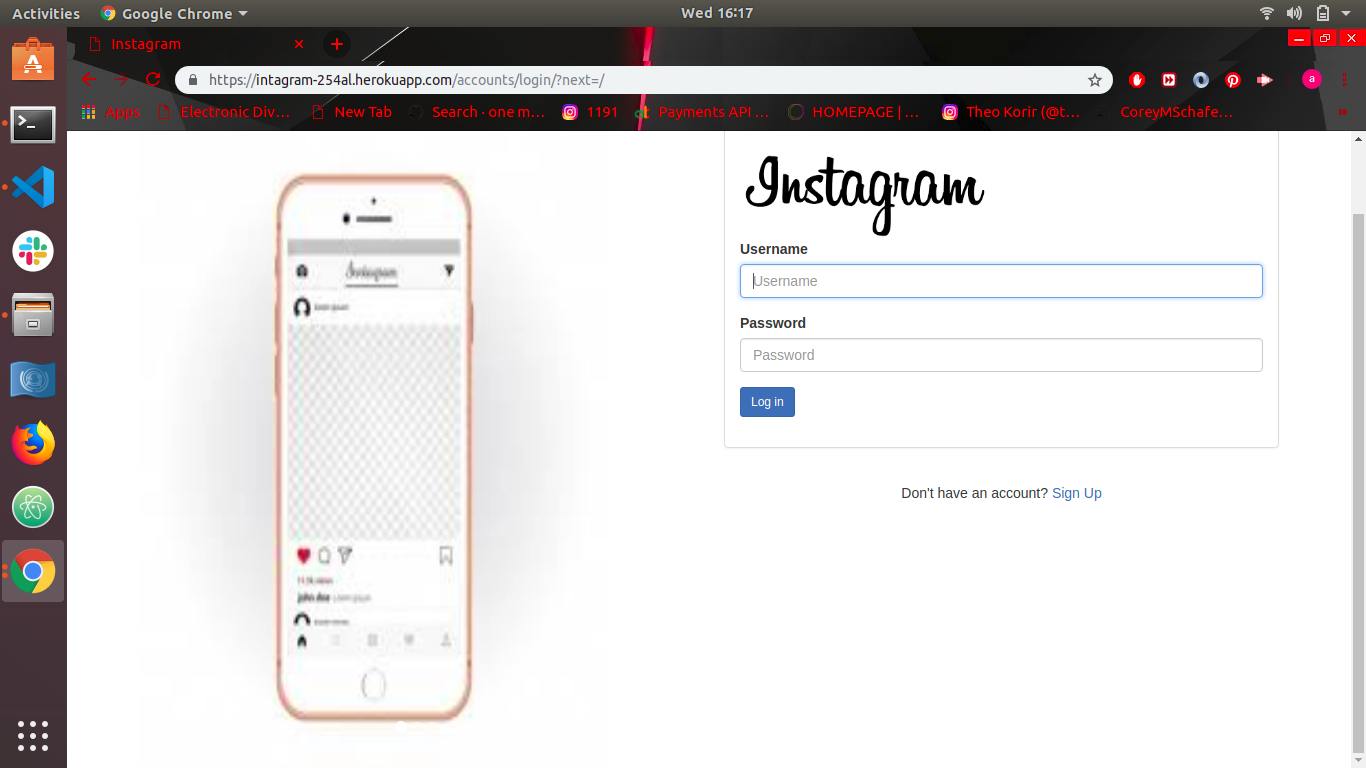 Activities
Google Chrome
Wed 16:17
Instagram
https://intagram-254al.herokuapp.com/accounts/login/?next=/
a
Apps
Electronic Div…
New Tab
Search · one m…
1191
Payments API …
HOMEPAGE | …
Theo Korir (@t…
CoreyMSchafe…
Instagram
Instagram
Username
Username
Password
Password
Log in
Don't have an account? Sign Up
john doe